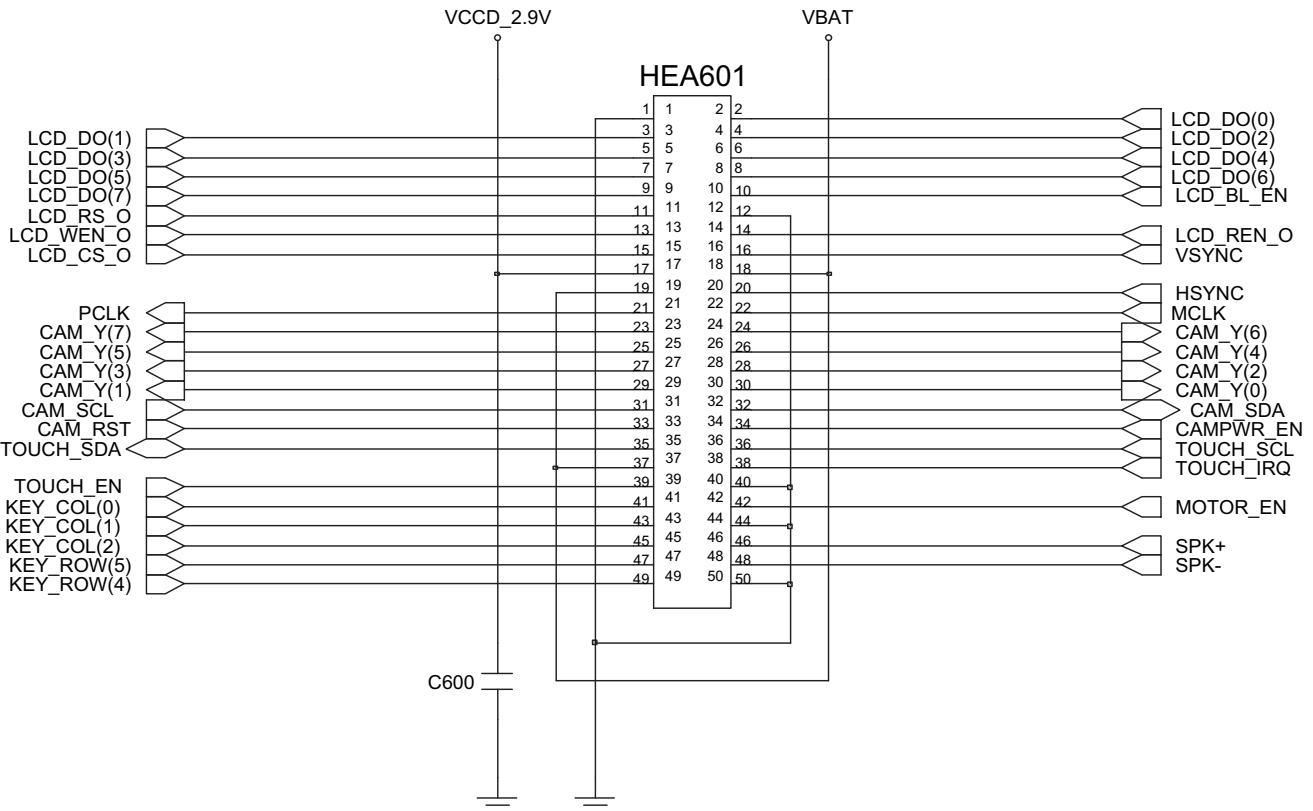 VCCD_2.9V VBAT
HEA601
1 1 2 2
LCD_DO(0)
LCD_DO(1) 3 3 4 4 LCD_DO(2)
LCD_DO(3) 5 5 6 6 LCD_DO(4)
LCD_DO(5) 7 7 8 8 LCD_DO(6)
LCD_DO(7) 9 9 10 10 LCD_BL_EN
LCD_RS_O 11 11 12 12
LCD_WEN_O 13 13 14 14 LCD_REN_O
LCD_CS_O 15 15 16 16 VSYNC
17 17 18 18
19 19 20 20 HSYNC
PCLK 21 21 22 22 MCLK
CAM_Y(7) 23 23 24 24 CAM_Y(6)
CAM_Y(5) 25 25 26 26 CAM_Y(4)
CAM_Y(3) 27 27 28 28 CAM_Y(2)
CAM_Y(1) 29 29 30 30 CAM_Y(0)
CAM_SCL 31 31 32 32 CAM_SDA
CAM_RST 33 33 34 34 CAMPWR_EN
TOUCH_SDA 35 35 36 36 TOUCH_SCL
37 37 38 38 TOUCH_IRQ
TOUCH_EN 39 39 40 40
KEY_COL(0) 41 41 42 42 MOTOR_EN
KEY_COL(1) 43 43 44 44
KEY_COL(2) 45 45 46 46 SPK+
KEY_ROW(5) 47 47 48 48 SPK-
KEY_ROW(4) 49 49 50 50
C600